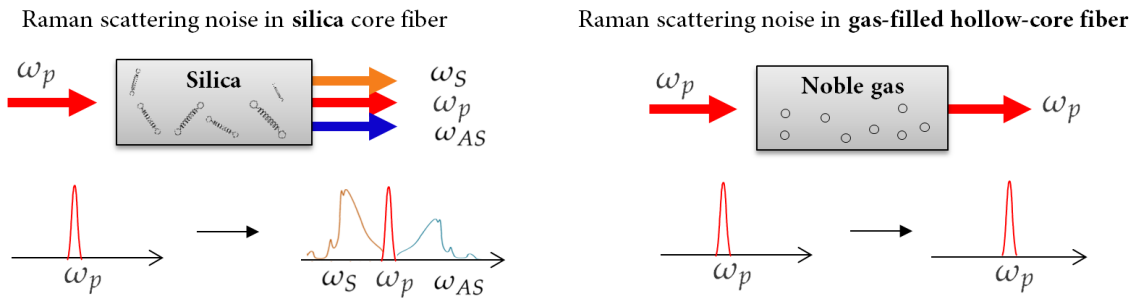 Raman scattering noise in silica core fiber
ω_p
Silica
ω_S
ω_p
ω_AS
ω_p
ω_S ω_p ω_AS
Raman scattering noise in gas-filled hollow-core fiber
ω_p
Noble gas
ω_p
ω_p
ω_p